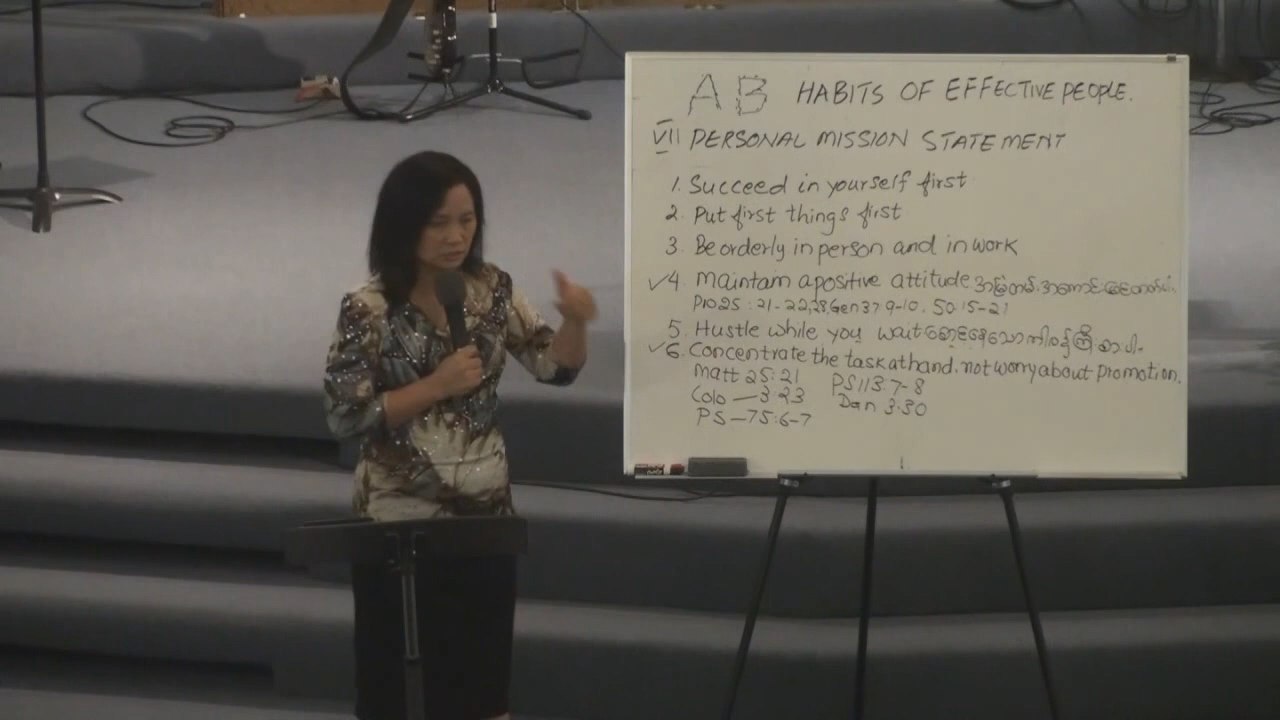 AB HABITS OF EFFECTIVE PEOPLE.
VII PERSONAL MISSION STATEMENT
1. Succeed in yourself first
2. Put first things first
3. Be orderly in person and in work
✓4. Maintain a positive attitude
Pro 25:21-22,28, Gen 37:9-10, 50:15-21
5. Hustle while you wait
✓6. Concentrate the task at hand, not worry about promotion.
Matt 25:21 PS 113:7-8
Colo — 3:23 Dan 3:30
PS — 75:6-7